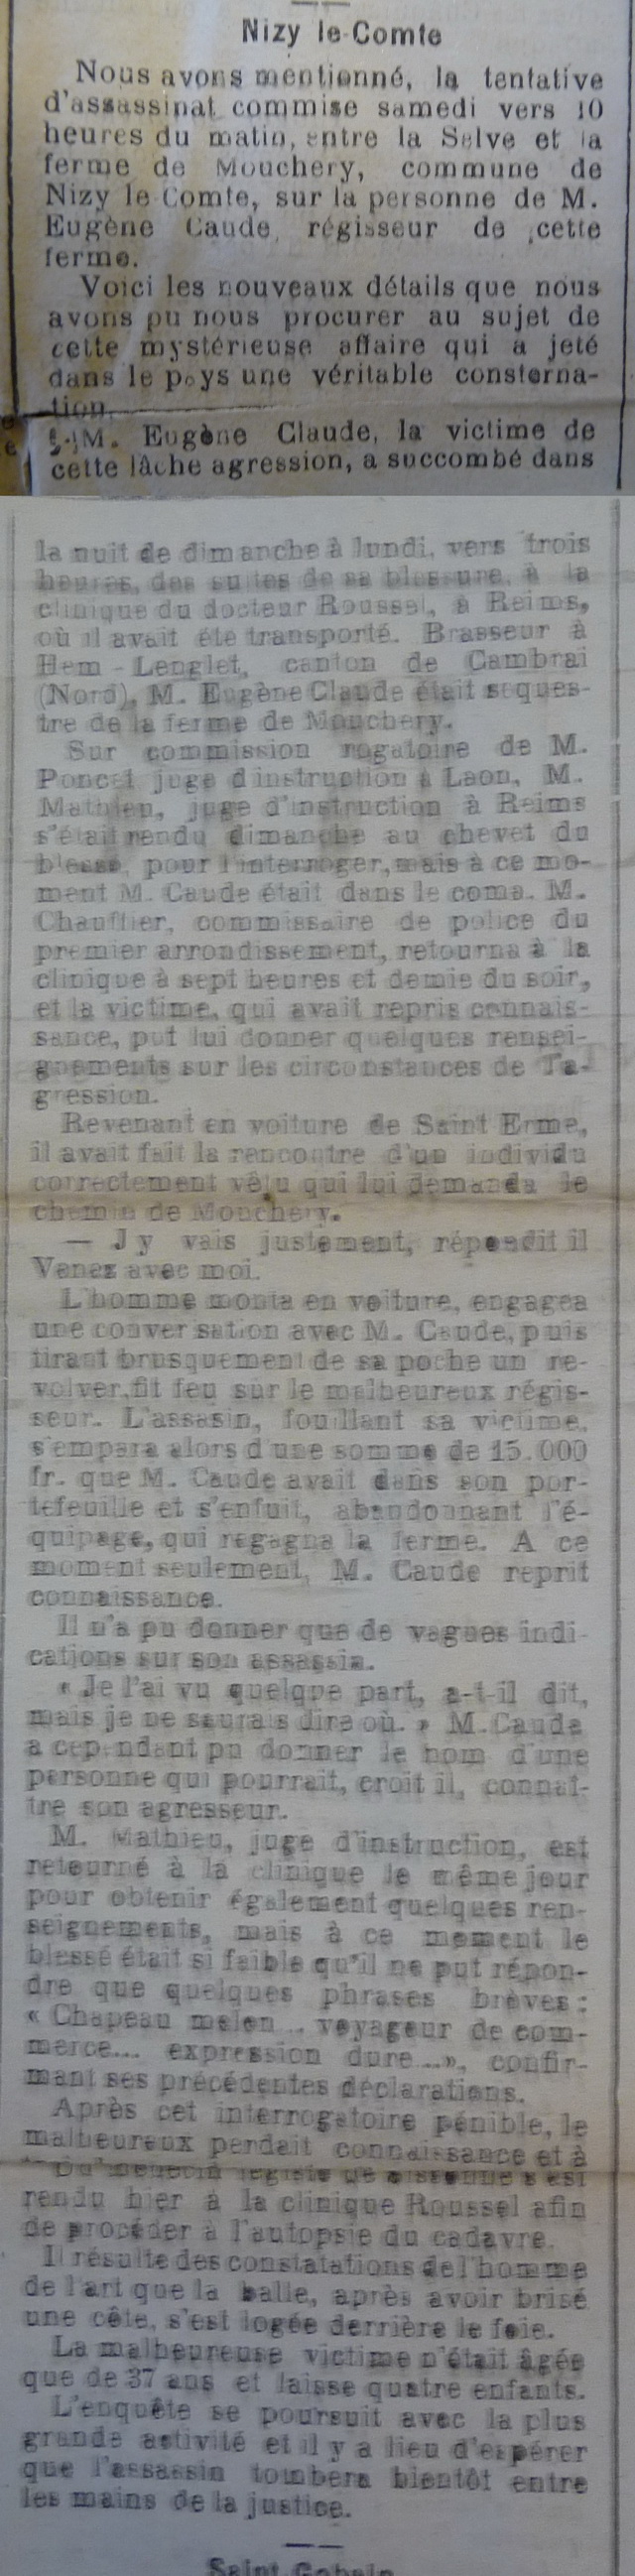 Nizy le-Comte
Nous avons mentionné, la tentative
d'assassinat commise samedi vers 10
heures du matin, entre la Selve et la
ferme de Mouchery, commune de
Nizy le-Comte, sur la personne de M.
Eugène Caude, régisseur de cette
ferme.
Voici les nouveaux détails que nous
avons pu nous procurer au sujet de
cette mystérieuse affaire qui a jeté
dans le pays une véritable consterna-
tion.
M. Eugène Claude, la victime de
cette lâche agression, a succombé dans
la nuit de dimanche à lundi, vers trois
heures, des suites de sa blessure, à la
clinique du docteur Roussel, à Reims,
où il avait été transporté. Brasseur à
Hem-Lenglet, canton de Cambrai
(Nord), M. Eugène Claude était séques-
tre de la ferme de Mouchery.
Sur commission rogatoire de M.
Poncet juge d'instruction à Laon, M.
Mathieu, juge d'instruction à Reims
s'était rendu dimanche au chevet du
blessé, pour l'interroger, mais à ce mo-
ment M. Caude était dans le coma. M.
Chauffier, commissaire de police du
premier arrondissement, retourna à la
clinique à sept heures et demie du soir,
et la victime, qui avait repris connais-
sance, put lui donner quelques rensei-
gnements sur les circonstances de l'a-
gression.
Revenant en voiture de Saint Erme,
il avait fait la rencontre d'un individu
correctement vêtu qui lui demanda le
chemin de Mouchery.
— J'y vais justement, répondit il
Venez avec moi.
L'homme monta en voiture, engagea
une conversation avec M. Caude, puis
tirant brusquement de sa poche un re-
volver, fit feu sur le malheureux régis-
seur. L'assasin, fouillant sa victime,
s'empara alors d'une somme de 15.000
fr. que M. Caude avait dans son por-
tefeuille et s'enfuit, abandonnant l'é-
quipage, qui regagna la ferme. A ce
moment seulement, M. Caude reprit
connaissance.
Il n'a pu donner que de vagues indi-
cations sur son assassin.
« Je l'ai vu quelque part, a-t-il dit,
mais je ne saurais dire où. » M. Caude
a cependant pu donner le nom d'une
personne qui pourrait, croit il, connaî-
tre son agresseur.
M. Mathieu, juge d'instruction, est
retourné à la clinique le même jour
pour obtenir également quelques ren-
seignements, mais à ce moment le
blessé était si faible qu'il ne put répon-
dre que quelques phrases brèves :
« Chapeau melon... voyageur de com-
merce... expression dure...», confir-
mant ses précédentes déclarations.
Après cet interrogatoire pénible, le
malheureux perdait connaissance et à
médecin légiste de s'est
rendu hier à la clinique Roussel afin
de procéder à l'autopsie du cadavre.
Il résulte des constatations de l'homme
de l'art que la balle, après avoir brisé
une côte, s'est logée derrière le foie.
La malheureuse victime n'était âgée
que de 37 ans et laisse quatre enfants.
L'enquête se poursuit avec la plus
grande activité et il y a lieu d'espérer
que l'assassin tombera bientôt entre
les mains de la justice.
Saint-Gobain